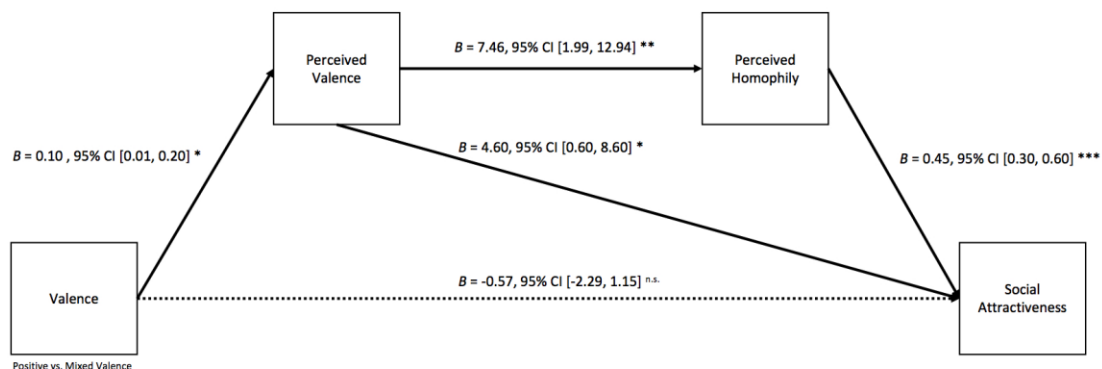 B = 7.46, 95% CI [1.99, 12.94] **
Perceived
Valence
Perceived
Homophily
B = 0.10 , 95% CI [0.01, 0.20] *
B = 4.60, 95% CI [0.60, 8.60] *
B = 0.45, 95% CI [0.30, 0.60] ***
B = -0.57, 95% CI [-2.29, 1.15] n.s.
Valence
Social
Attractiveness
Positive vs. Mixed Valence